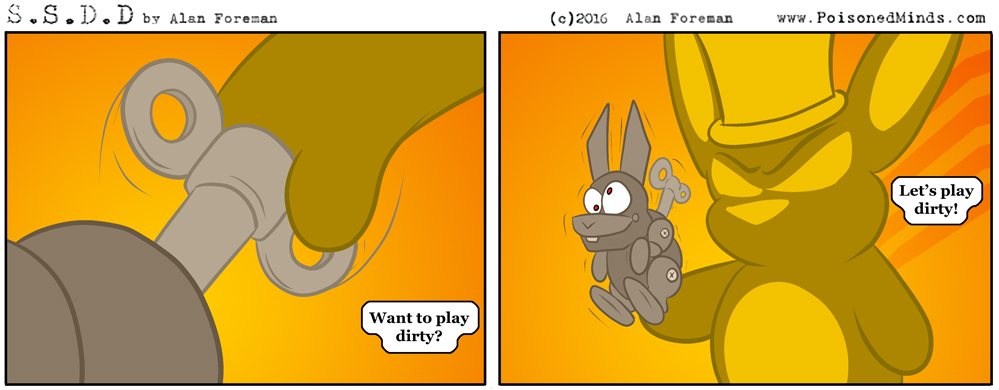 S.S.D.D by Alan Foreman (c)2016 Alan Foreman www.PoisonedMinds.com
Want to play
dirty?
Let's play
dirty!